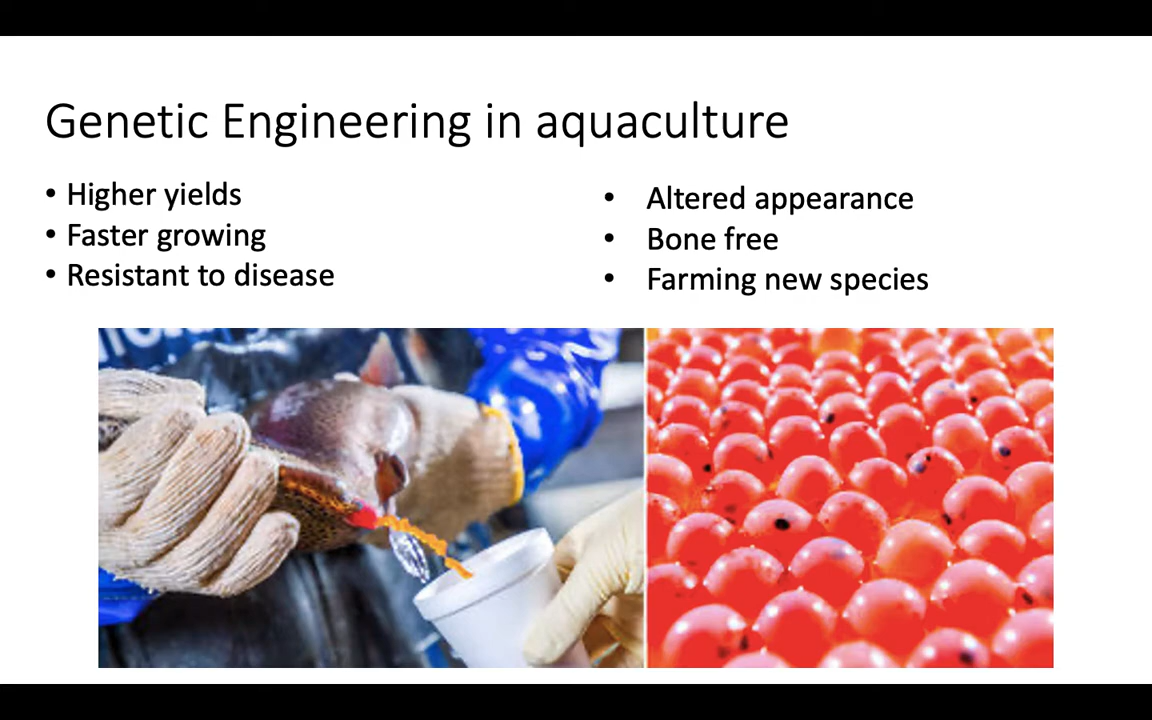 Genetic Engineering in aquaculture
• Higher yields
• Faster growing
• Resistant to disease
• Altered appearance
• Bone free
• Farming new species